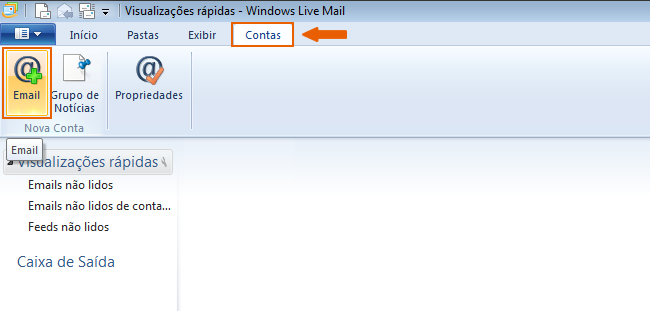 Visualizações rápidas - Windows Live Mail
Início Pastas Exibir Contas
Email Grupo de Notícias Propriedades
Nova Conta
Email
Visualizações rápidas
Emails não lidos
Emails não lidos de conta...
Feeds não lidos
Caixa de Saída